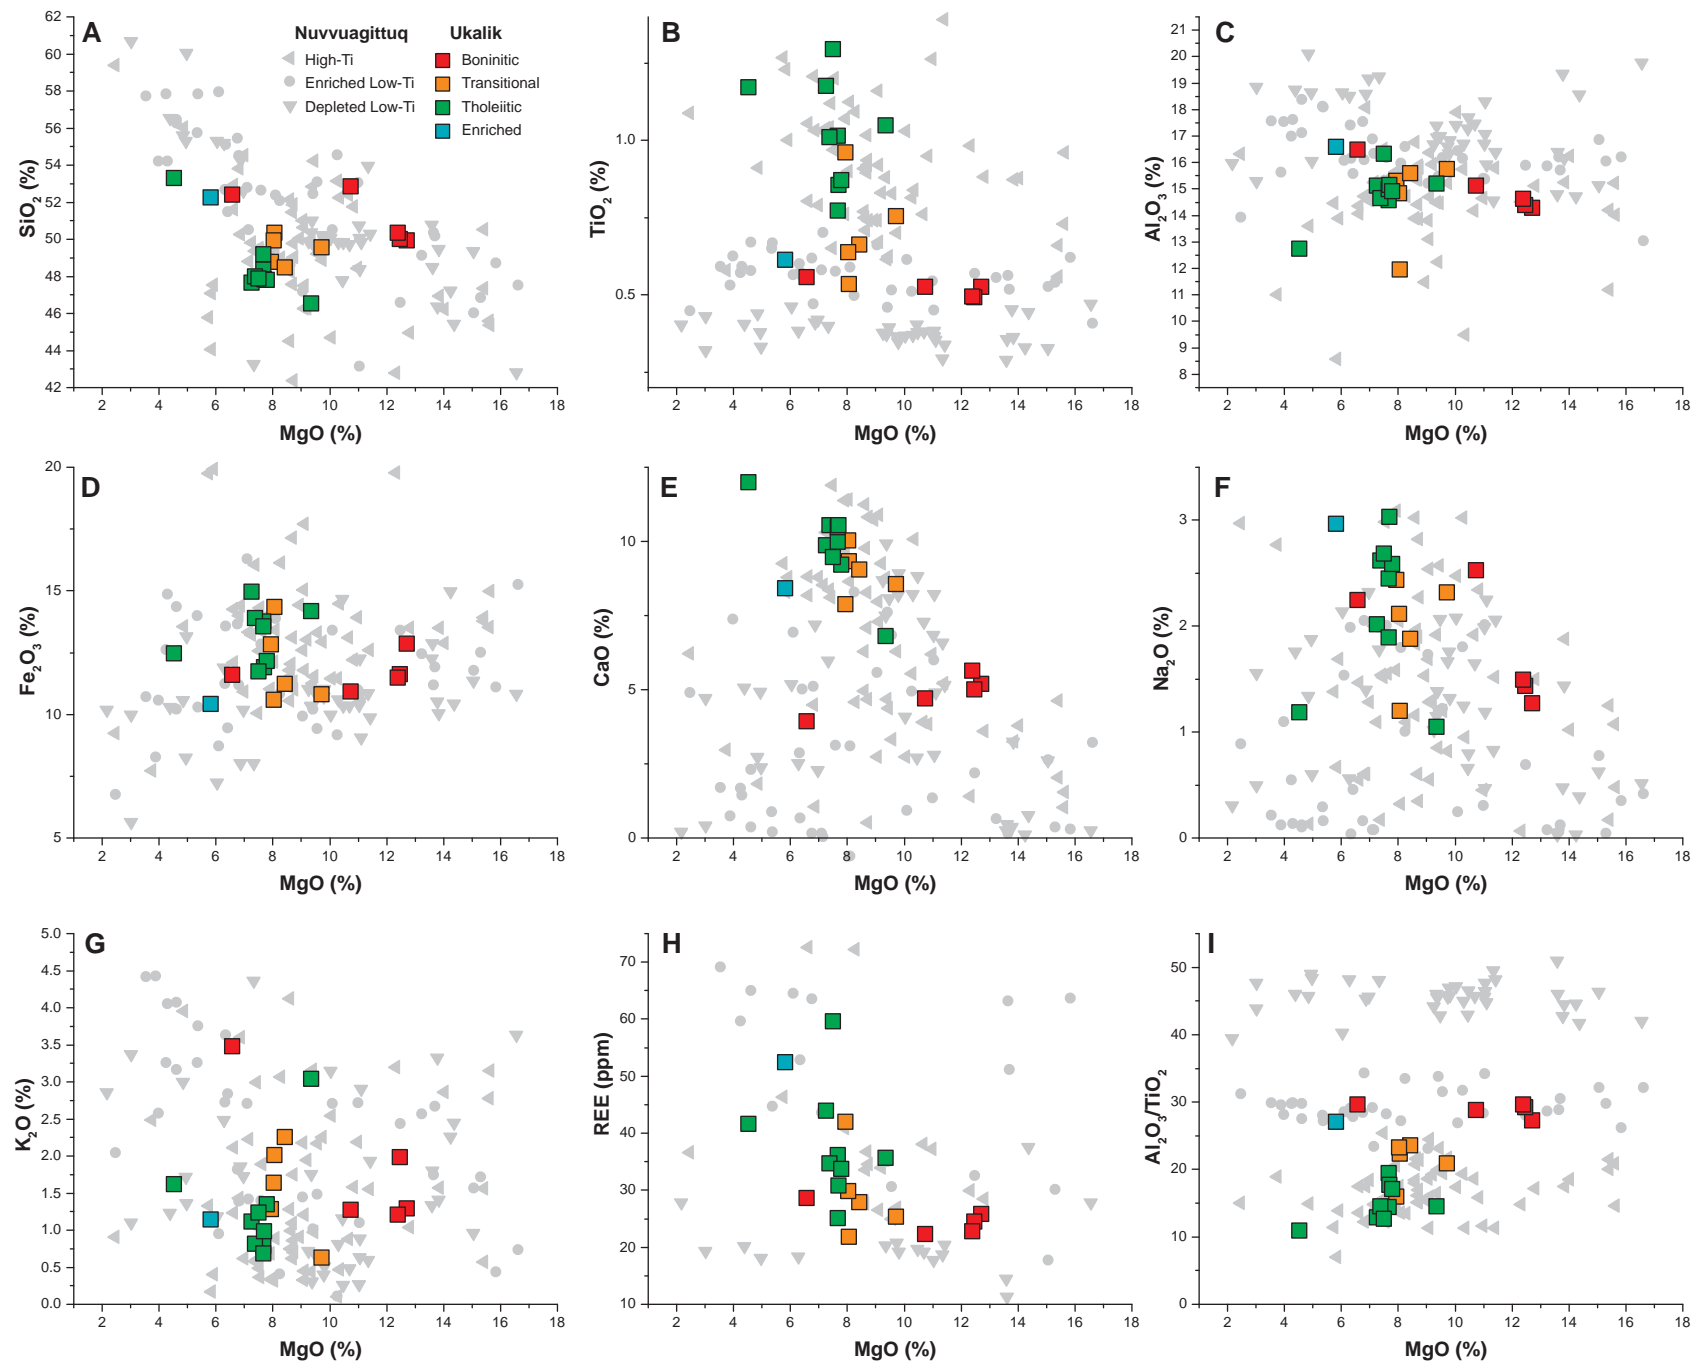 A
Nuvvuagittuq
High-Ti
Enriched Low-Ti
Depleted Low-Ti
Ukalik
Boninitic
Transitional
Tholeiitic
Enriched
62
60
58
56
54
52
50
48
46
44
42
SiO₂ (%)
2 4 6 8 10 12 14 16 18
MgO (%)
B
1.0
0.5
TiO₂ (%)
2 4 6 8 10 12 14 16 18
MgO (%)
C
21
20
19
18
17
16
15
14
13
12
11
10
9
8
Al₂O₃ (%)
2 4 6 8 10 12 14 16 18
MgO (%)
D
20
15
10
5
Fe₂O₃ (%)
2 4 6 8 10 12 14 16 18
MgO (%)
E
10
5
0
CaO (%)
2 4 6 8 10 12 14 16 18
MgO (%)
F
3
2
1
0
Na₂O (%)
2 4 6 8 10 12 14 16 18
MgO (%)
G
5.0
4.5
4.0
3.5
3.0
2.5
2.0
1.5
1.0
0.5
0.0
K₂O (%)
2 4 6 8 10 12 14 16 18
MgO (%)
H
70
60
50
40
30
20
10
REE (ppm)
2 4 6 8 10 12 14 16 18
MgO (%)
I
50
40
30
20
10
0
Al₂O₃/TiO₂
2 4 6 8 10 12 14 16 18
MgO (%)